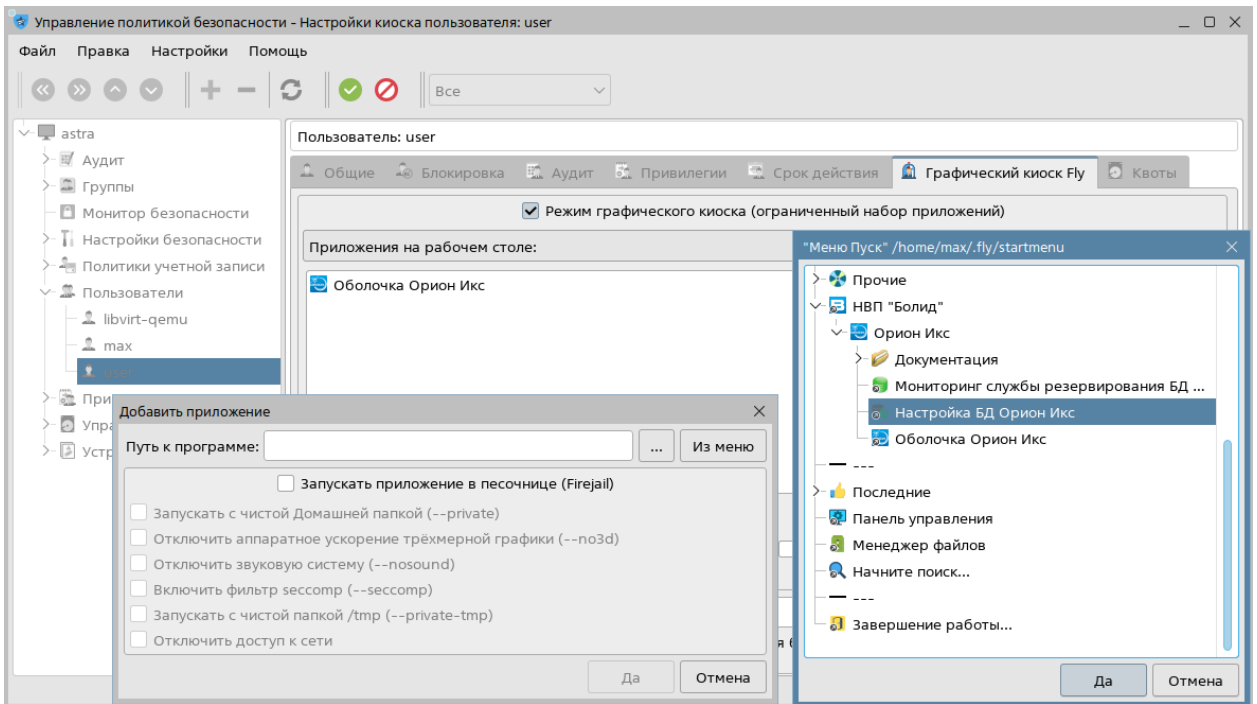 Управление политикой безопасности - Настройки киоска пользователя: user
Файл Правка Настройки Помощь
Все
astra
Аудит
Группы
Монитор безопасности
Настройки безопасности
Политики учетной записи
Пользователи
libvirt-qemu
max
user
При
Упра
Устр
Пользователь: user
Общие Блокировка Аудит Привилегии Срок действия Графический киоск Fly Квоты
Режим графического киоска (ограниченный набор приложений)
Приложения на рабочем столе:
Оболочка Орион Икс
Добавить приложение
Путь к программе: ... Из меню
Запускать приложение в песочнице (Firejail)
Запускать с чистой Домашней папкой (--private)
Отключить аппаратное ускорение трёхмерной графики (--no3d)
Отключить звуковую систему (--nosound)
Включить фильтр seccomp (--seccomp)
Запускать с чистой папкой /tmp (--private-tmp)
Отключить доступ к сети
Да Отмена
"Меню Пуск" /home/max/.fly/startmenu
Прочие
НВП "Болид"
Орион Икс
Документация
Мониторинг службы резервирования БД ...
Настройка БД Орион Икс
Оболочка Орион Икс
---
Последние
Панель управления
Менеджер файлов
Начните поиск...
---
Завершение работы...
Да Отмена